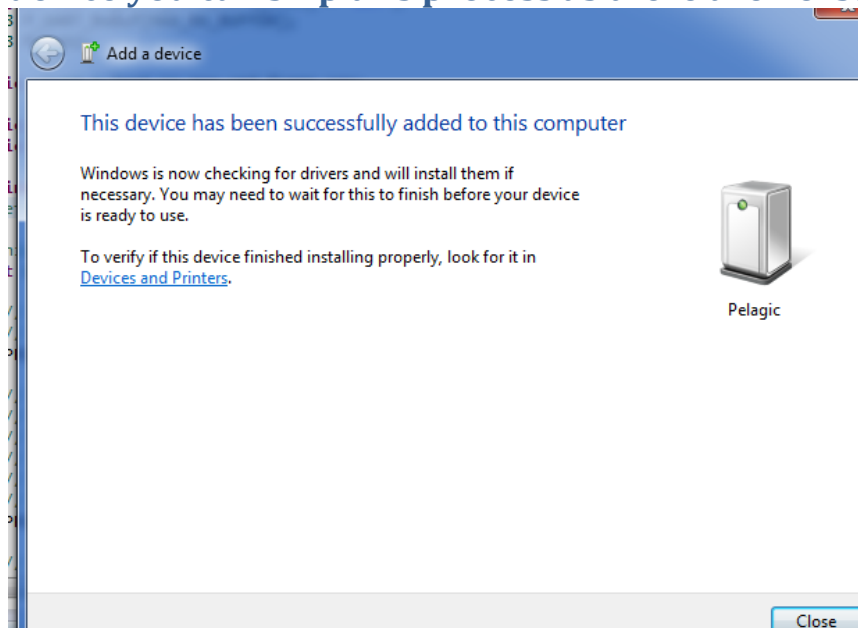 Add a device
This device has been successfully added to this computer
Windows is now checking for drivers and will install them if
necessary. You may need to wait for this to finish before your device
is ready to use.
To verify if this device finished installing properly, look for it in
Devices and Printers.
Pelagic
Close